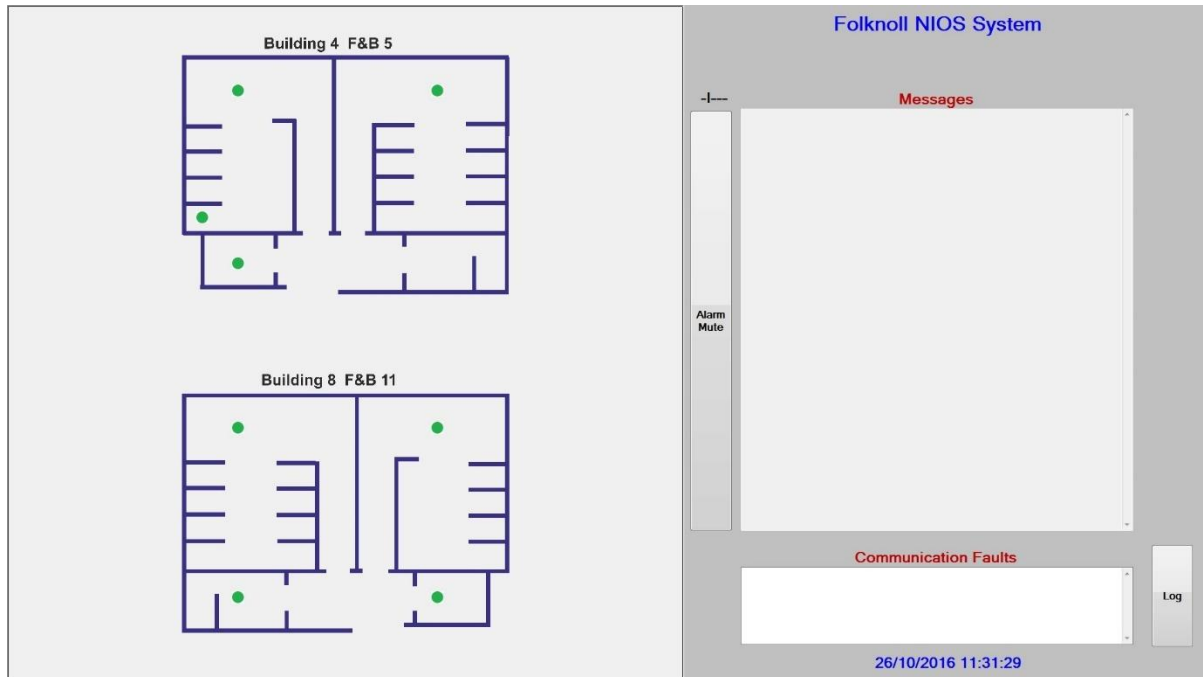 Building 4 F&B 5
Building 8 F&B 11
Folknoll NIOS System
-I---
Messages
Alarm
Mute
Communication Faults
Log
26/10/2016 11:31:29